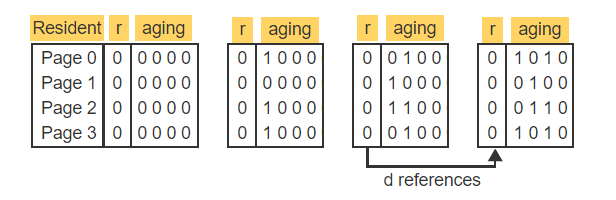 Resident r aging r aging r aging r aging
Page 0 0 0 0 0 0 0 1 0 0 0 0 0 1 0 0 0 1 0 1 0
Page 1 0 0 0 0 0 0 0 0 0 0 0 1 0 0 0 0 0 1 0 0
Page 2 0 0 0 0 0 0 1 0 0 0 0 1 1 0 0 0 0 1 1 0
Page 3 0 0 0 0 0 0 1 0 0 0 0 0 1 0 0 0 1 0 1 0
d references